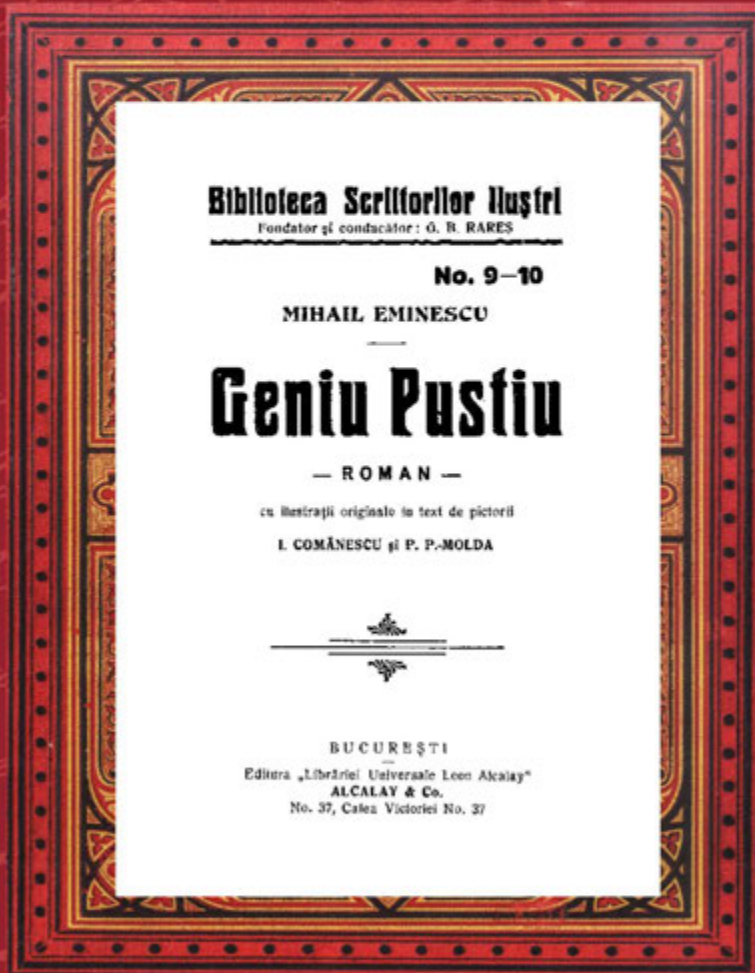 Biblioteca Scriitorilor Iluştri
Fondator şi conducător: G. B. RAREŞ
No. 9—10
MIHAIL EMINESCU
Geniu Pustiu
— ROMAN —
cu ilustraţii originale in text de pictorii
I. COMĂNESCU şi P. P.-MOLDA
BUCUREŞTI
Editura „Librăriei Universale Leon Alcalay"
ALCALAY & Co.
No. 37, Calea Victoriei No. 37